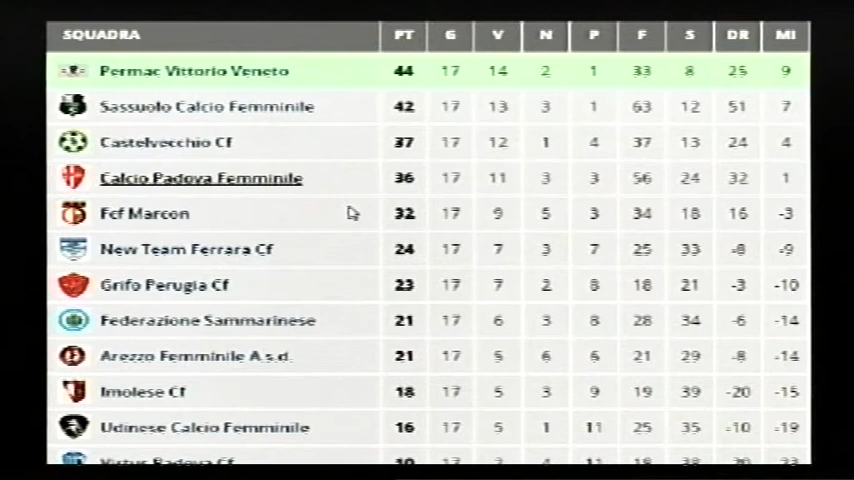 SQUADRA PT G V N P F S DR MI
Permac Vittorio Veneto 44 17 14 2 1 33 8 25 9
Sassuolo Calcio Femminile 42 17 13 3 1 63 12 51 7
Castelvecchio Cf 37 17 12 1 4 37 13 24 4
Calcio Padova Femminile 36 17 11 3 3 56 24 32 1
Fcf Marcon 32 17 9 5 3 34 18 16 -3
New Team Ferrara Cf 24 17 7 3 7 25 33 -8 -9
Grifo Perugia Cf 23 17 7 2 8 18 21 -3 -10
Federazione Sammarinese 21 17 6 3 8 28 34 -6 -14
Arezzo Femminile A.s.d. 21 17 5 6 6 21 29 -8 -14
Imolese Cf 18 17 5 3 9 19 39 -20 -15
Udinese Calcio Femminile 16 17 5 1 11 25 35 -10 -19
Virtus Padova Cf 10 17